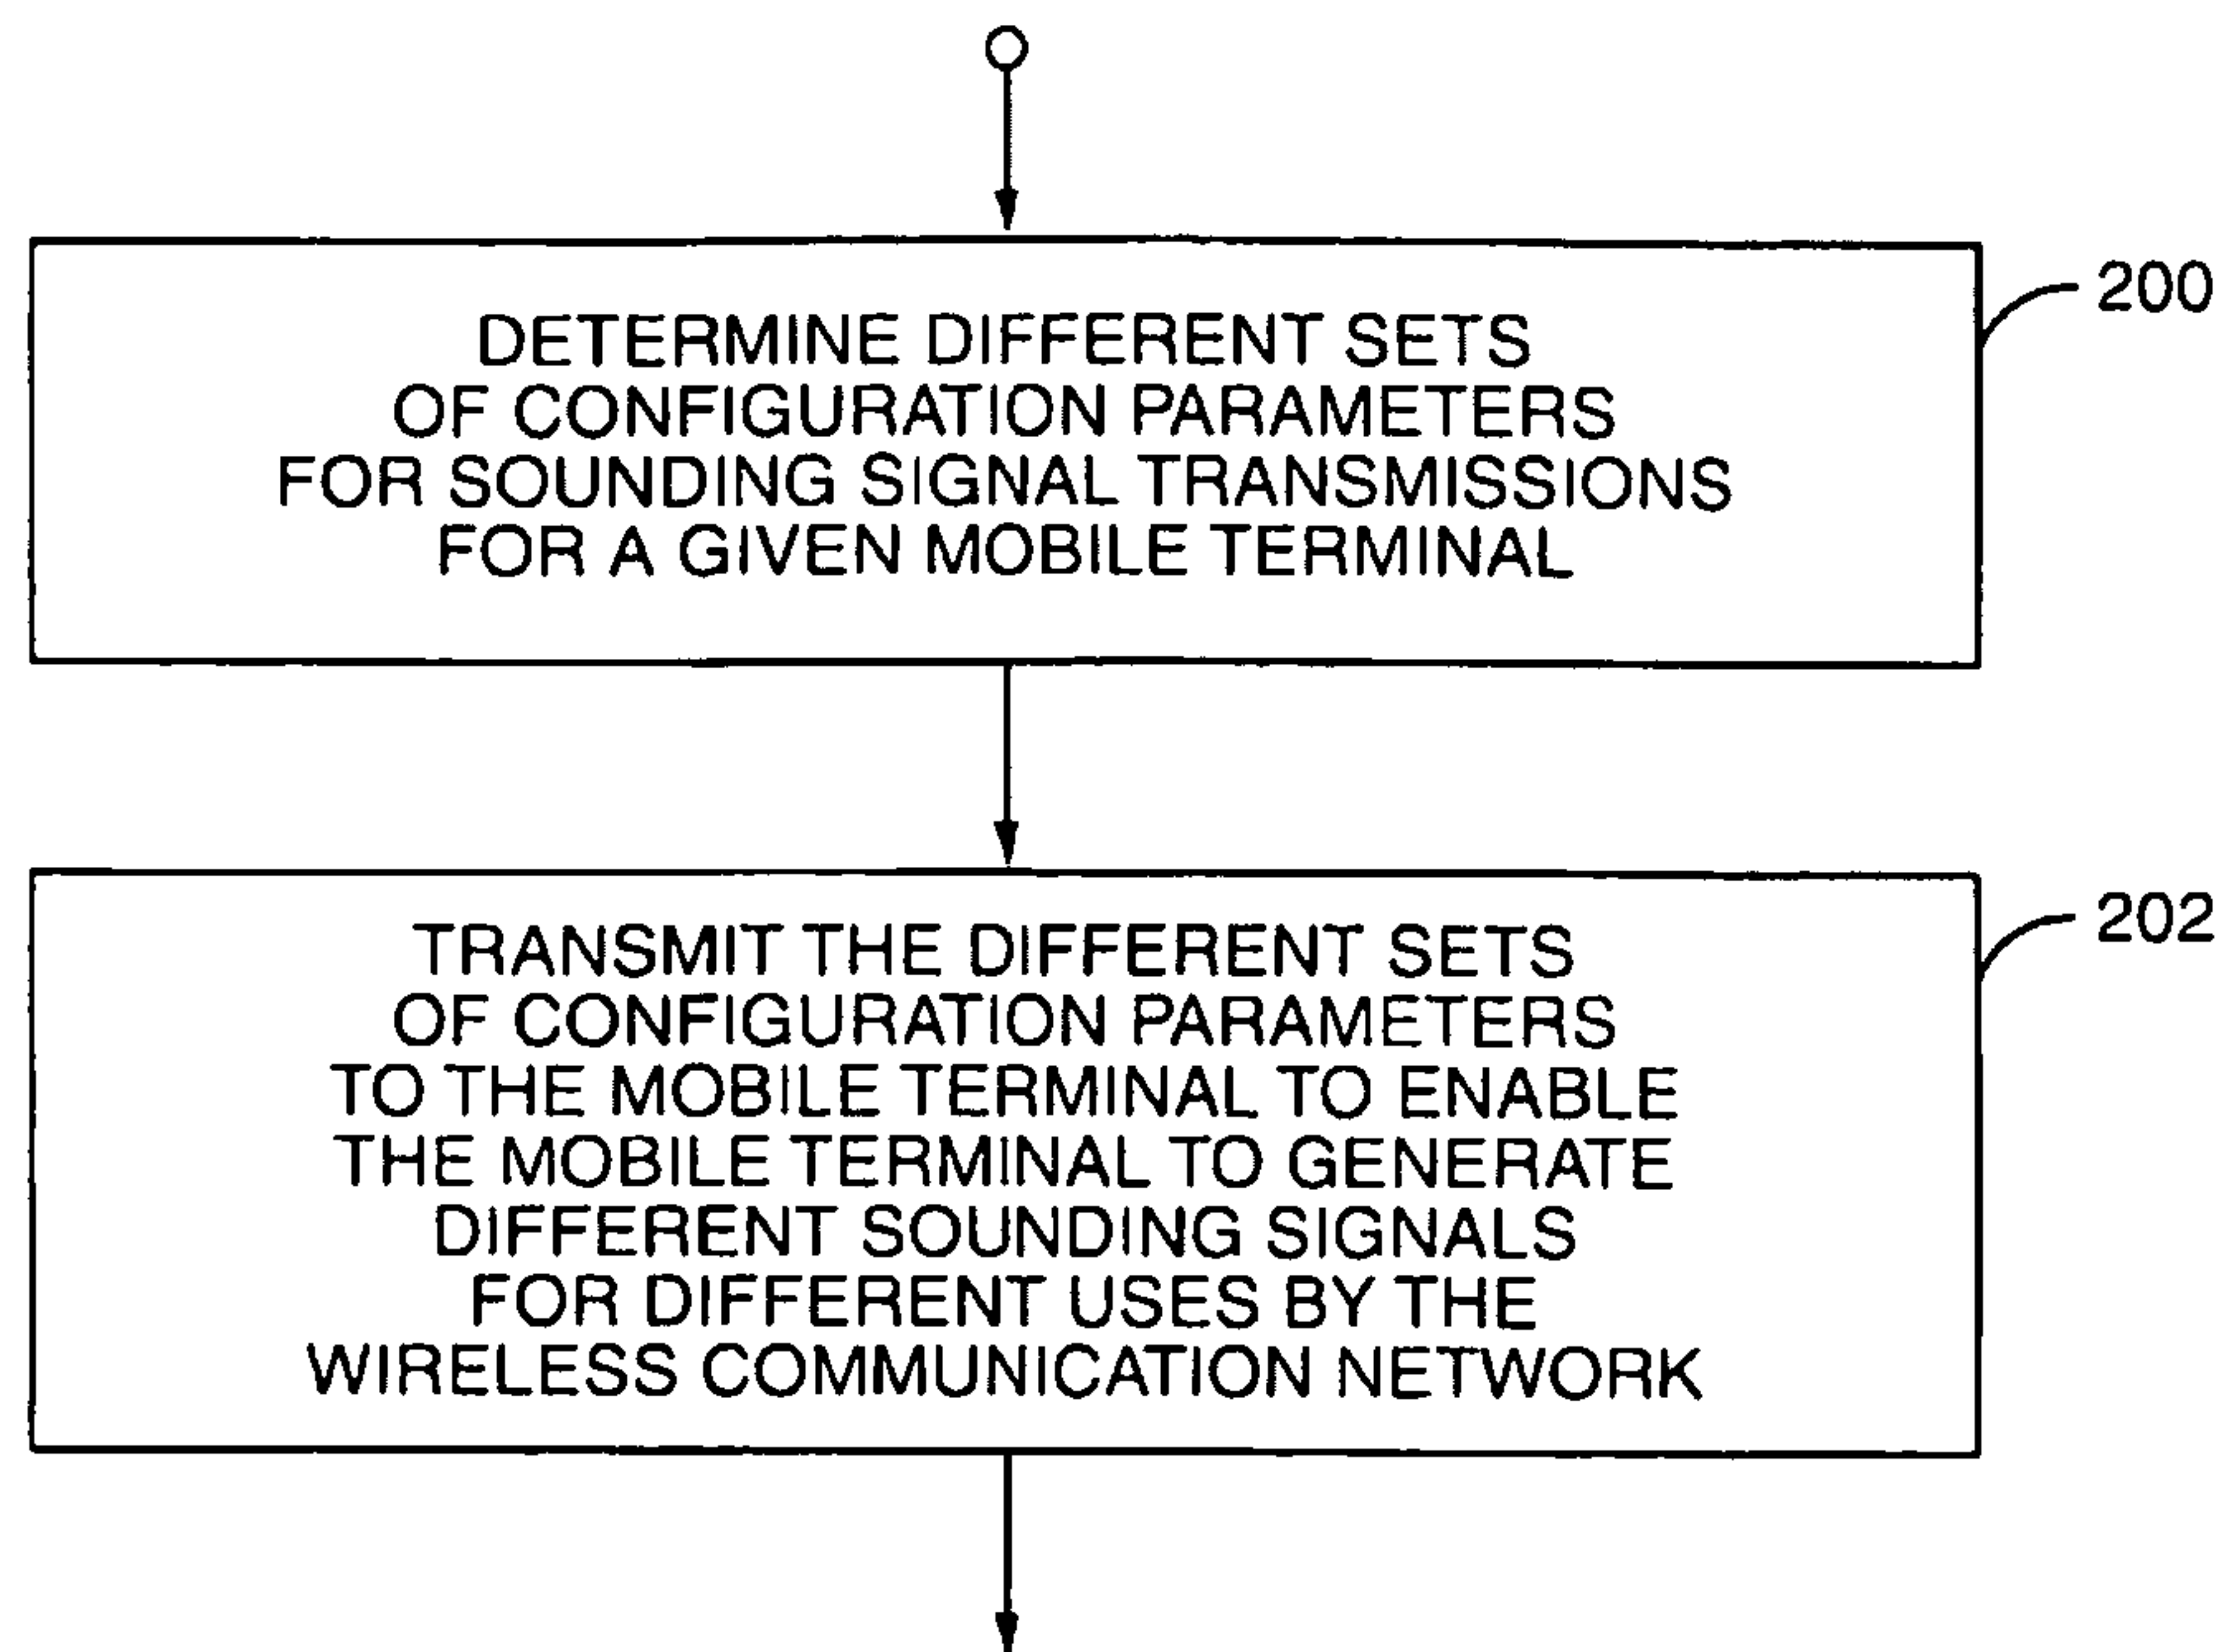 200
DETERMINE DIFFERENT SETS
OF CONFIGURATION PARAMETERS
FOR SOUNDING SIGNAL TRANSMISSIONS
FOR A GIVEN MOBILE TERMINAL
202
TRANSMIT THE DIFFERENT SETS
OF CONFIGURATION PARAMETERS
TO THE MOBILE TERMINAL TO ENABLE
THE MOBILE TERMINAL TO GENERATE
DIFFERENT SOUNDING SIGNALS
FOR DIFFERENT USES BY THE
WIRELESS COMMUNICATION NETWORK